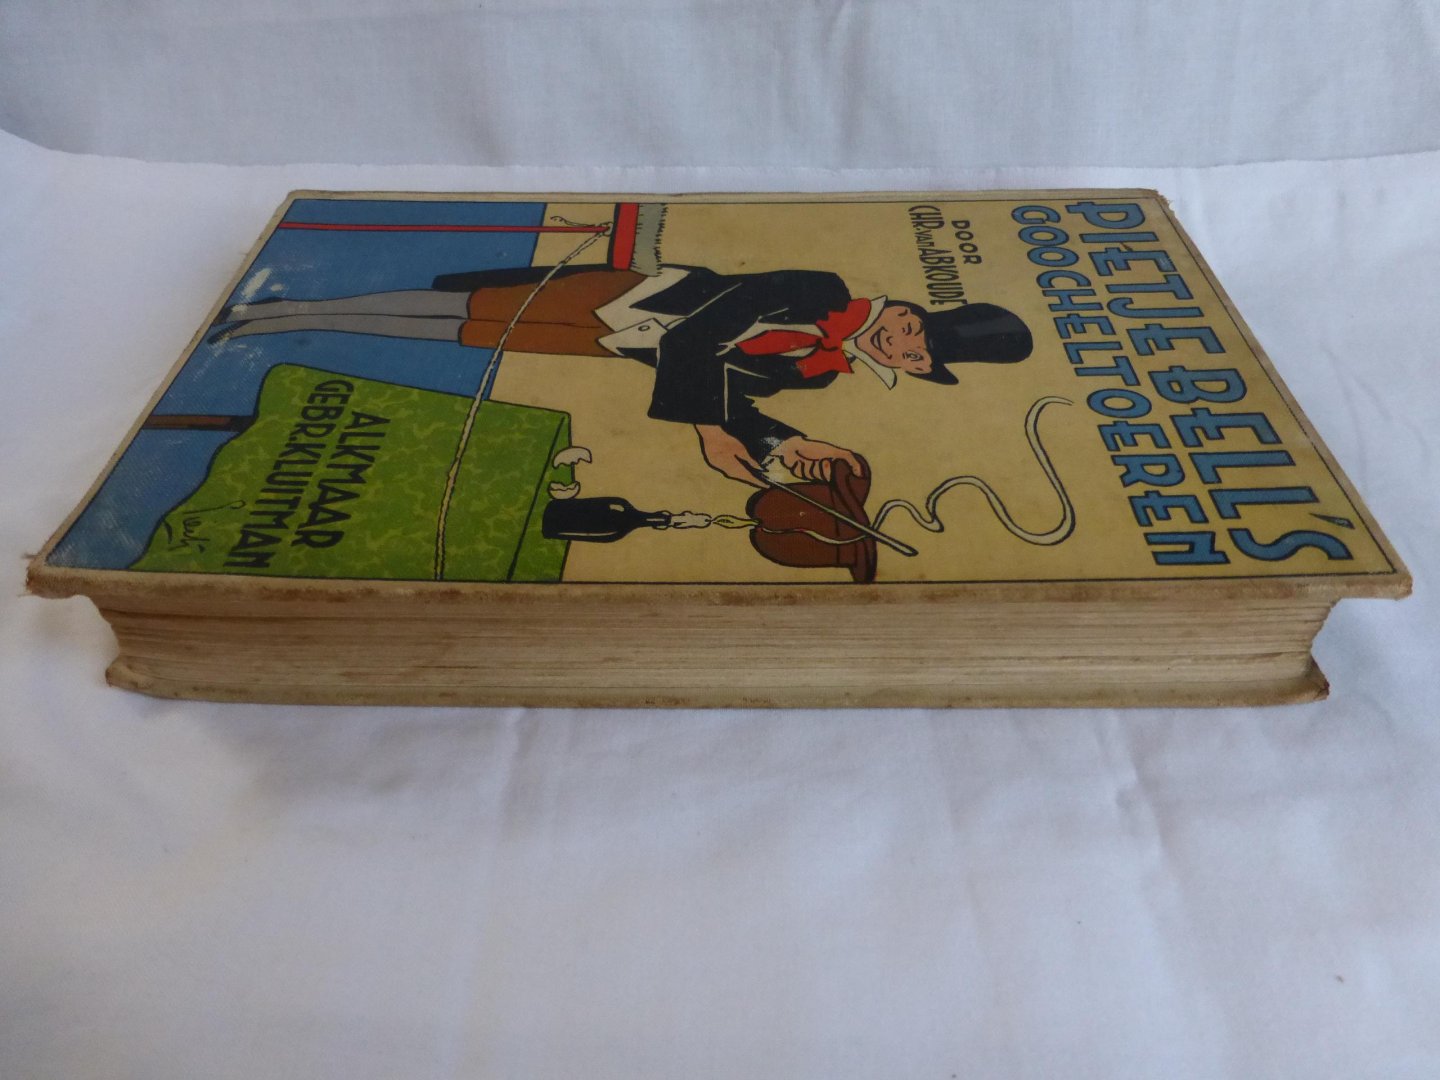 PIETJE BELL'S
GOOCHELTOEREN
DOOR
CHR. VAN ABKOUDE
ALKMAAR
GEBR. KLUITMAN